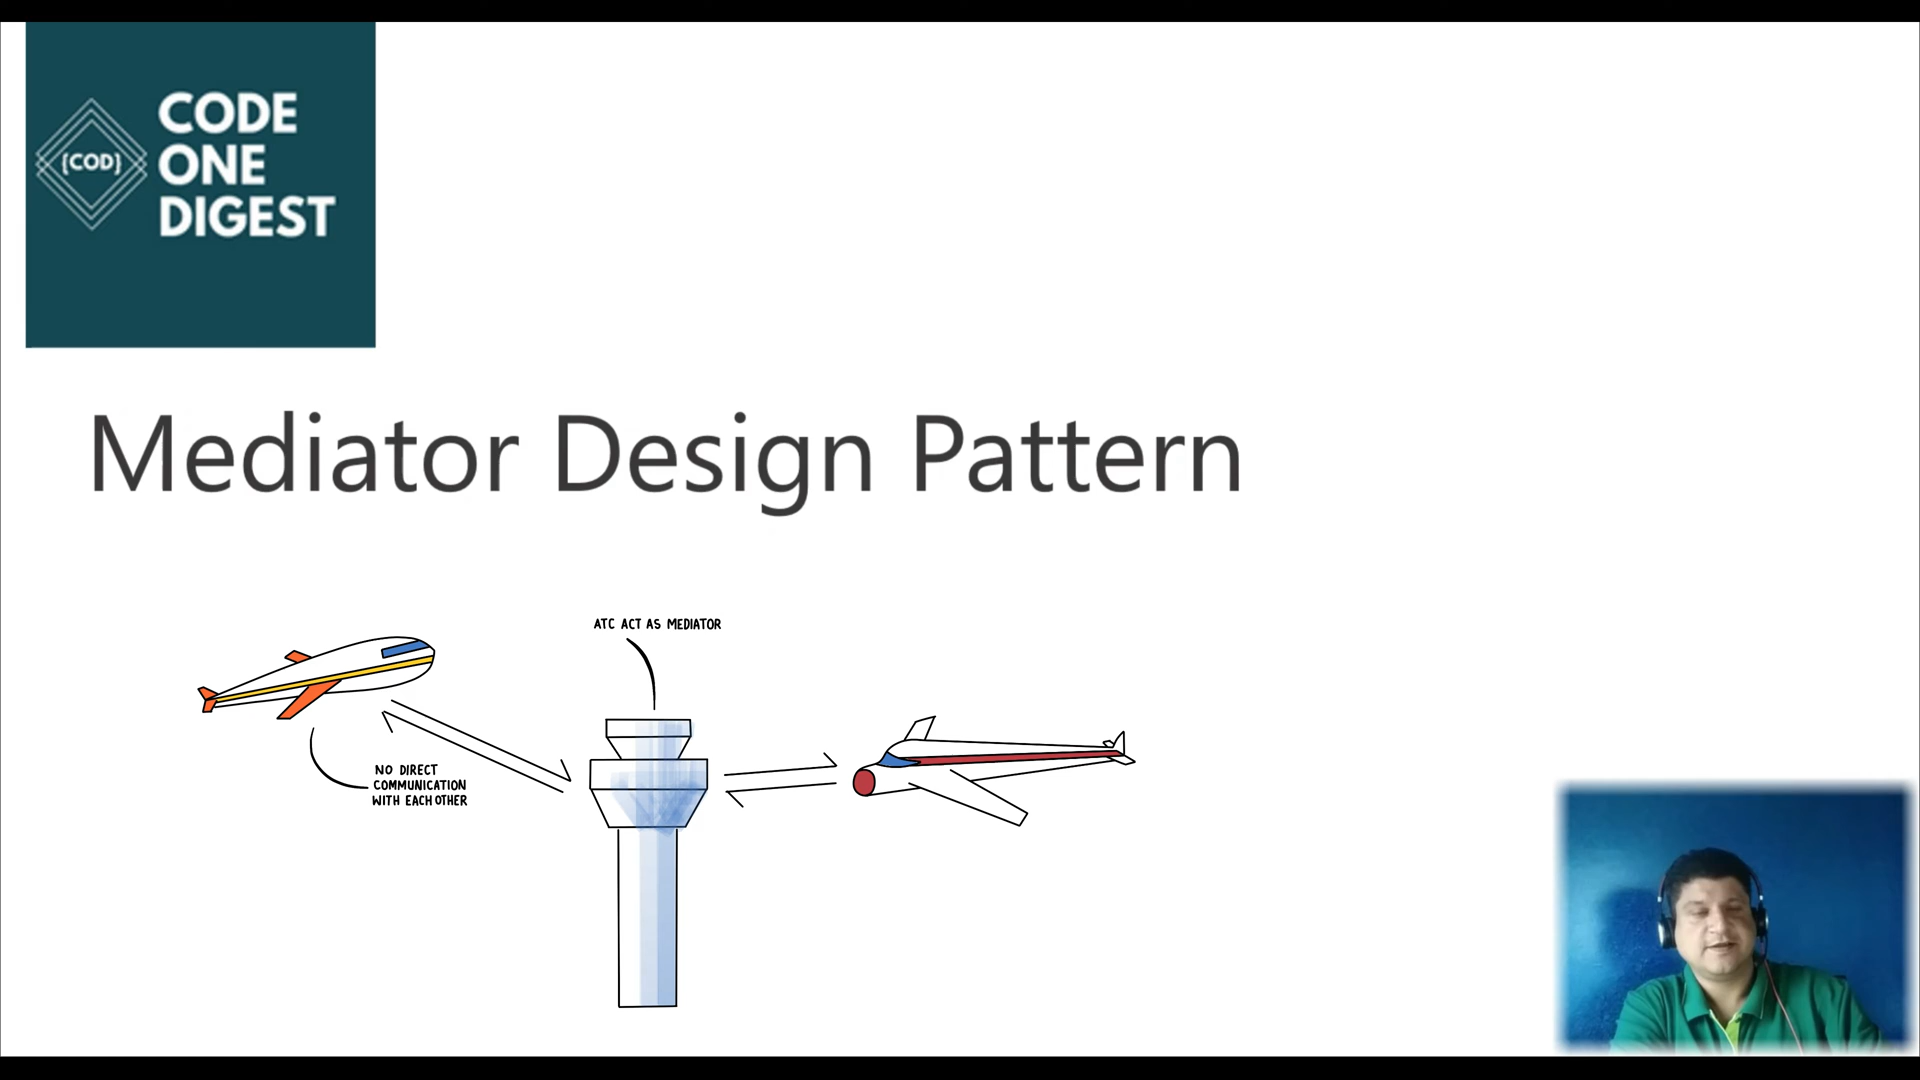 {COD}
CODE
ONE
DIGEST
Mediator Design Pattern
ATC ACT AS MEDIATOR
NO DIRECT
COMMUNICATION
WITH EACH OTHER